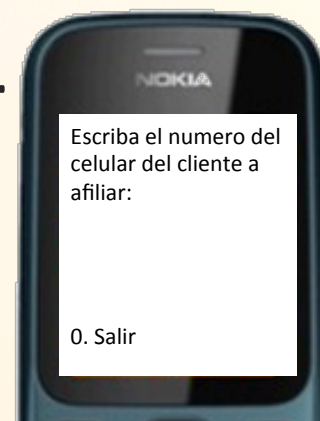 NOKIA
Escriba el numero del
celular del cliente a
afiliar:
0. Salir